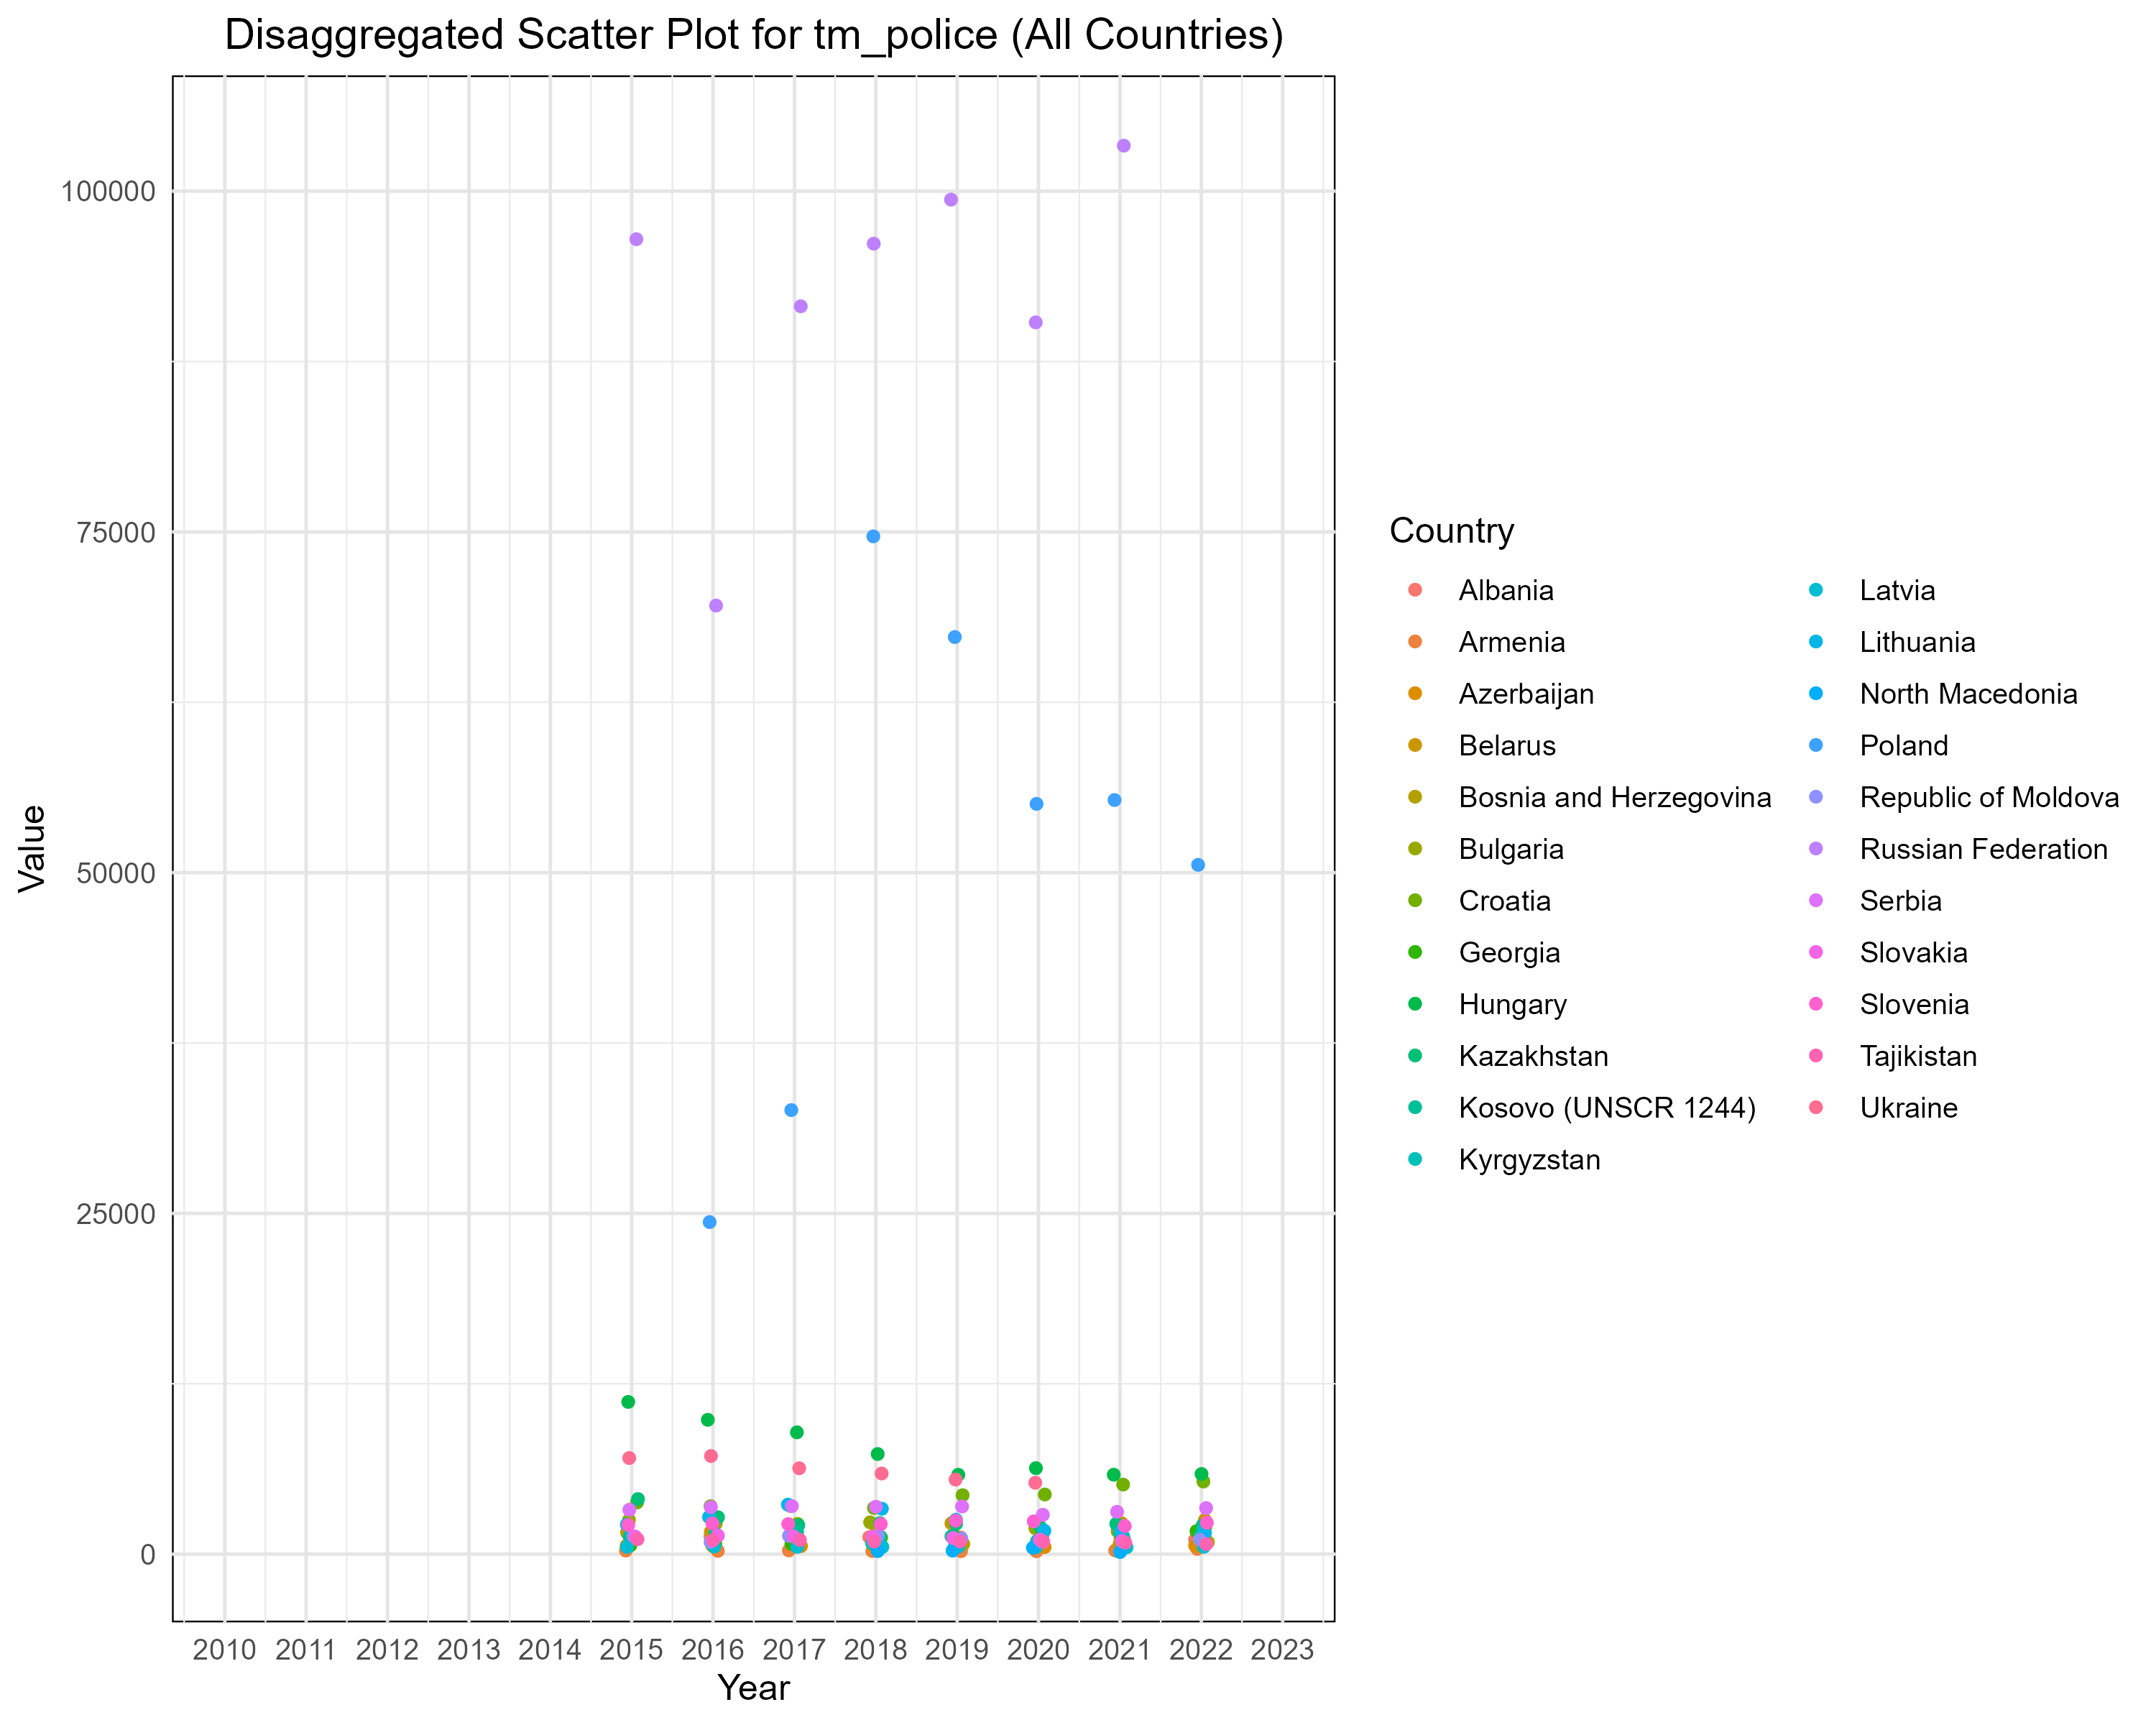 Disaggregated Scatter Plot for tm_police (All Countries)
100000
75000
50000
25000
0
Value
2010 2011 2012 2013 2014 2015 2016 2017 2018 2019 2020 2021 2022 2023
Year
Country
Albania
Armenia
Azerbaijan
Belarus
Bosnia and Herzegovina
Bulgaria
Croatia
Georgia
Hungary
Kazakhstan
Kosovo (UNSCR 1244)
Kyrgyzstan
Latvia
Lithuania
North Macedonia
Poland
Republic of Moldova
Russian Federation
Serbia
Slovakia
Slovenia
Tajikistan
Ukraine